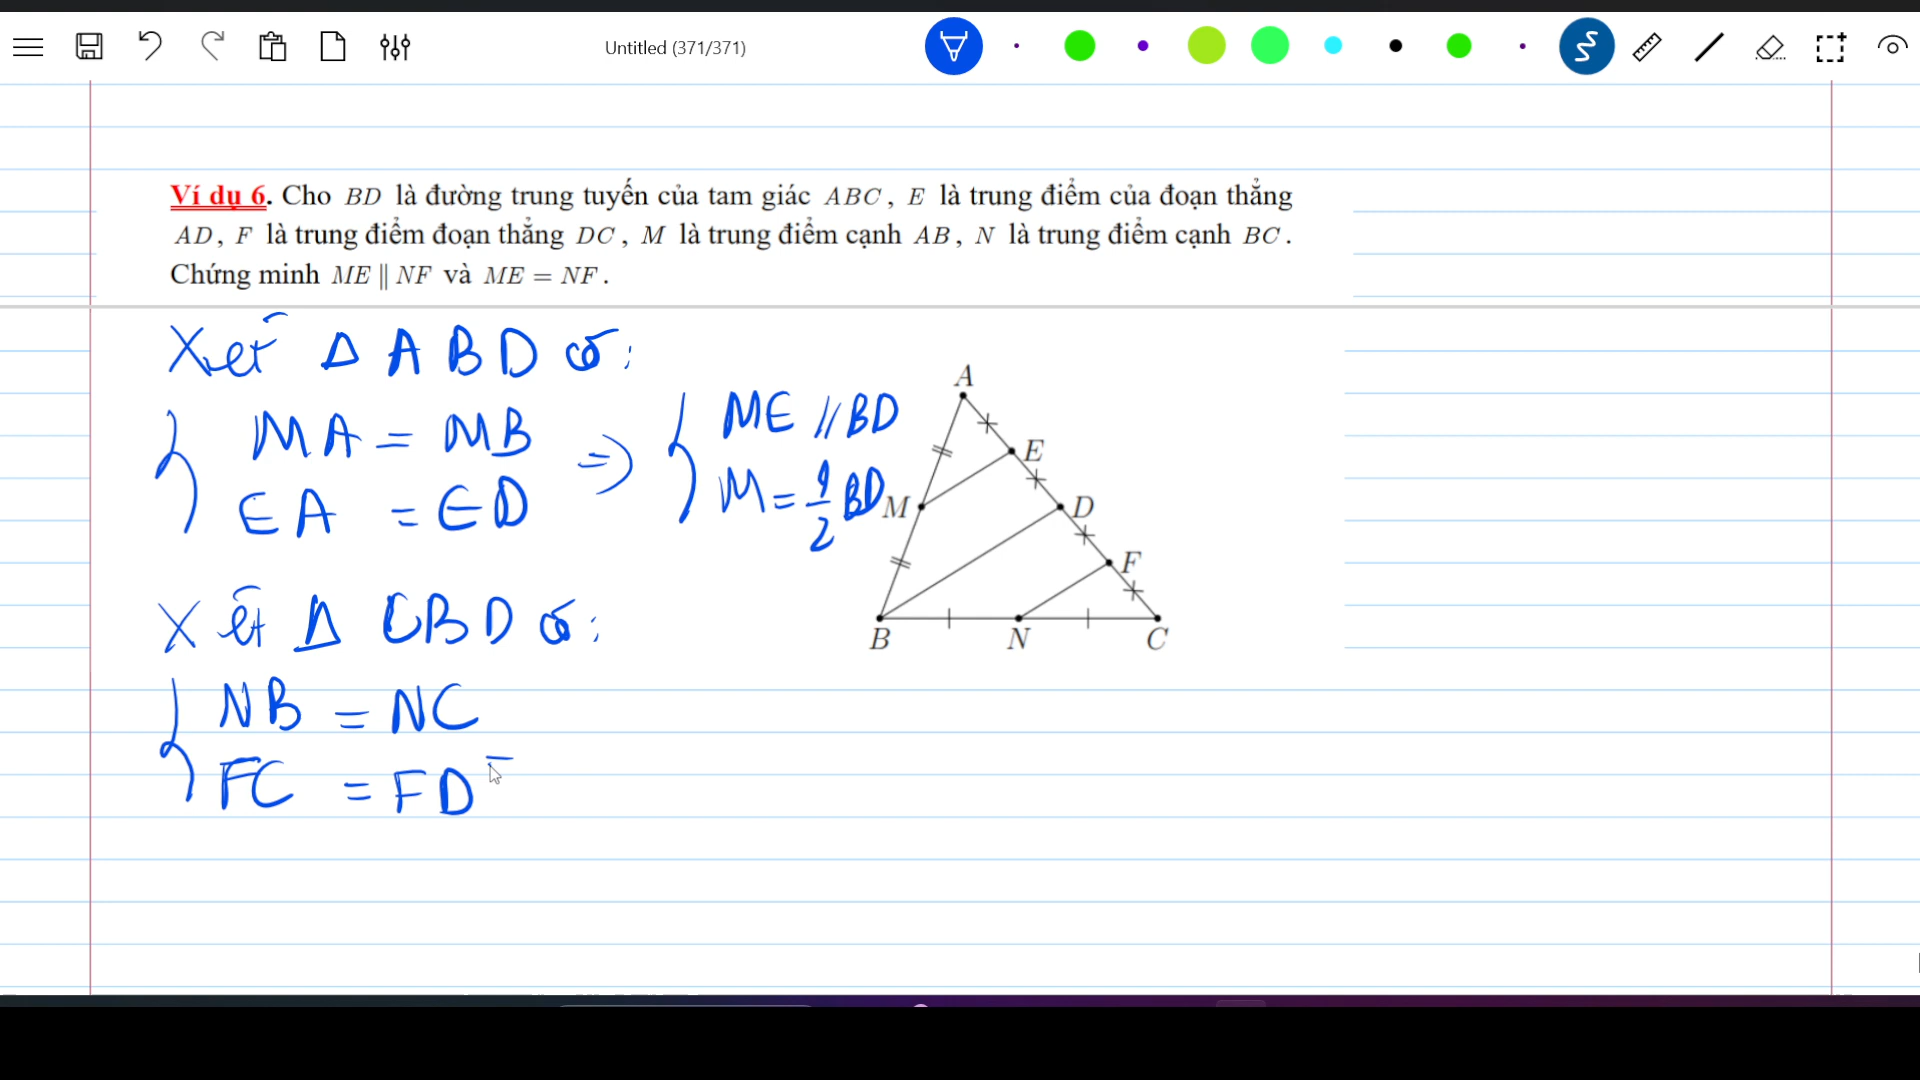 Untitled (371/371)
Ví dụ 6. Cho BD là đường trung tuyến của tam giác ABC, E là trung điểm của đoạn thẳng
AD, F là trung điểm đoạn thẳng DC, M là trung điểm cạnh AB, N là trung điểm cạnh BC.
Chứng minh ME || NF và ME = NF.
Xét Δ ABD có:
MA = MB
EA = ED
=> ME // BD
M = 1/2 BD
Xét Δ CBD có:
NB = NC
FC = FD
A
E
M
D
F
B
N
C